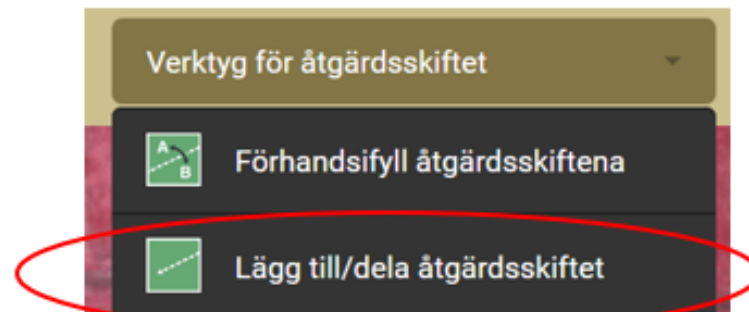 Verktyg för åtgärdsskiftet
A
B
Förhandsifyll åtgärdsskiftena
Lägg till/dela åtgärdsskiftet